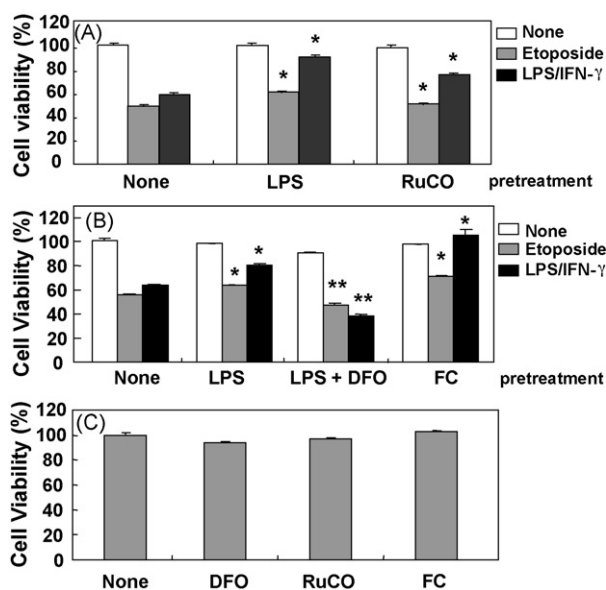 (A)
Cell viability (%)
120
100
80
60
40
20
0
None
Etoposide
LPS/IFN-γ
*
*
*
*
None LPS RuCO pretreatment
(B)
Cell Viability (%)
120
100
80
60
40
20
0
None
Etoposide
LPS/IFN-γ
*
*
**
**
*
*
None LPS LPS + DFO FC pretreatment
(C)
Cell Viability (%)
120
100
80
60
40
20
0
None DFO RuCO FC